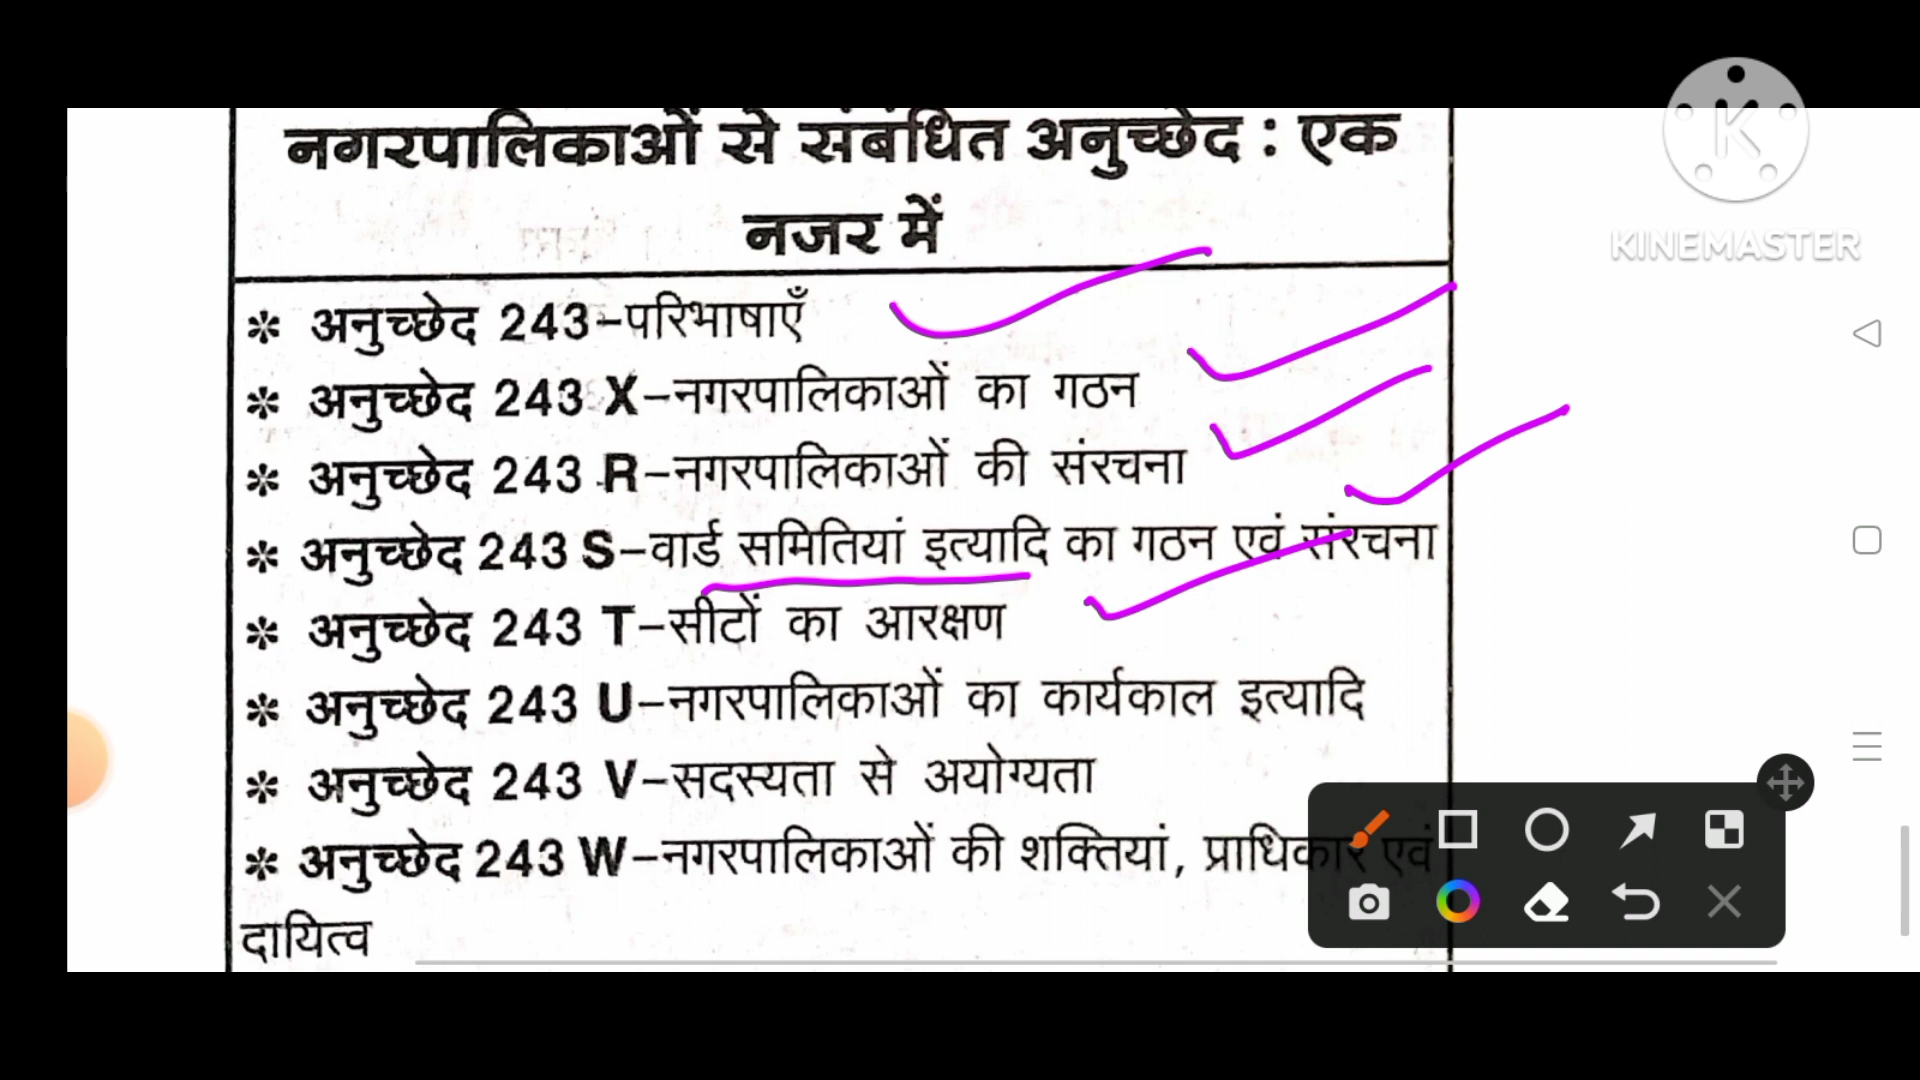 नगरपालिकाओं से संबंधित अनुच्छेद : एक
नजर में
* अनुच्छेद 243–परिभाषाएँ
* अनुच्छेद 243 X–नगरपालिकाओं का गठन
* अनुच्छेद 243 R–नगरपालिकाओं की संरचना
* अनुच्छेद 243 S–वार्ड समितियां इत्यादि का गठन एवं संरचना
* अनुच्छेद 243 T–सीटों का आरक्षण
* अनुच्छेद 243 U–नगरपालिकाओं का कार्यकाल इत्यादि
* अनुच्छेद 243 V–सदस्यता से अयोग्यता
* अनुच्छेद 243 W–नगरपालिकाओं की शक्तियां, प्राधिकार एवं
दायित्व
K
KINEMASTER